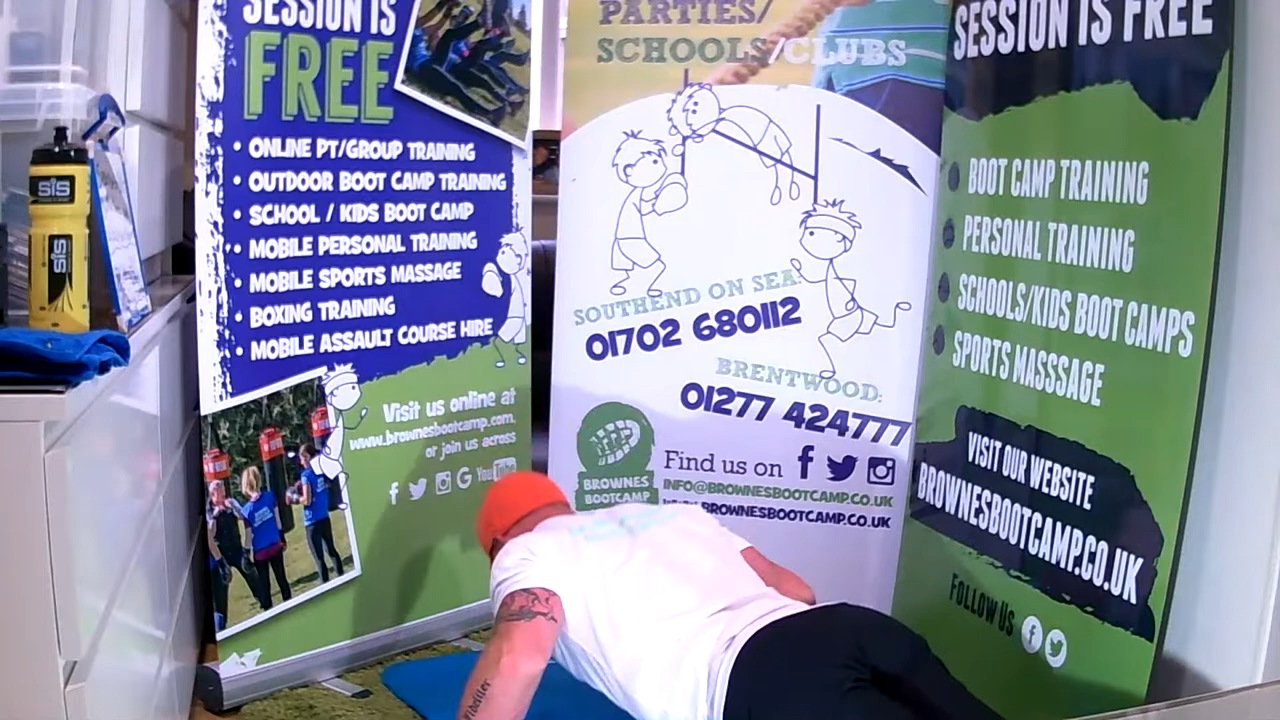 SESSION IS
FREE
• ONLINE PT/GROUP TRAINING
• OUTDOOR BOOT CAMP TRAINING
• SCHOOL / KIDS BOOT CAMP
• MOBILE PERSONAL TRAINING
• MOBILE SPORTS MASSAGE
• BOXING TRAINING
• MOBILE ASSAULT COURSE HIRE
Visit us online at
www.brownesbootcamp.com,
or join us across
YouTube
SiS
SiS
PARTIES/
SCHOOLS/CLUBS
SOUTHEND ON SEA:
01702 680112
BRENTWOOD:
01277 424777
BROWNES
BOOTCAMP
Find us on
INFO@BROWNESBOOTCAMP.CO.UK
BROWNESBOOTCAMP.CO.UK
SESSION IS FREE
BOOT CAMP TRAINING
PERSONAL TRAINING
SCHOOLS/KIDS BOOT CAMPS
SPORTS MASSSAGE
VISIT OUR WEBSITE
BROWNESBOOTCAMP.CO.UK
FOLLOW US